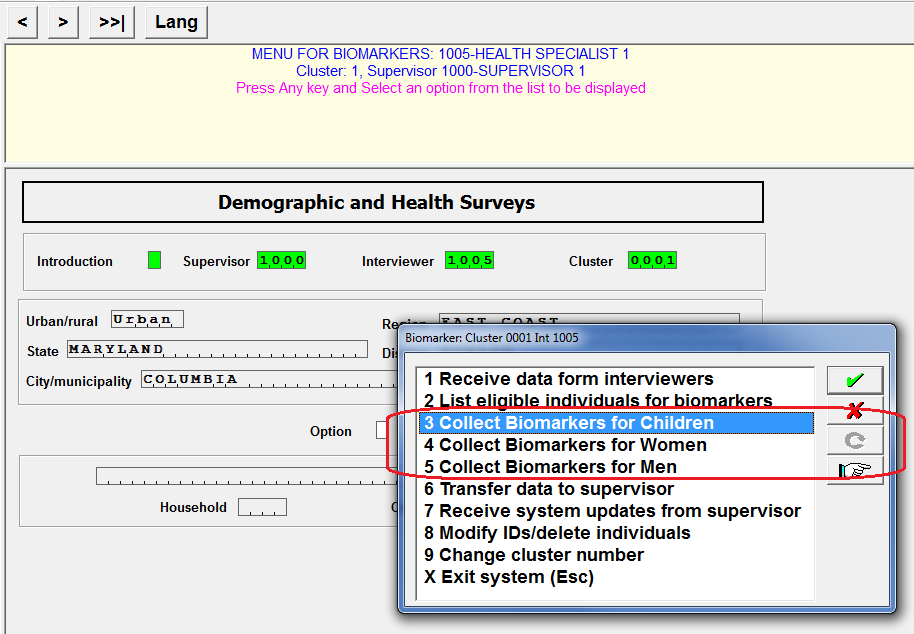 < > >>| Lang
MENU FOR BIOMARKERS: 1005-HEALTH SPECIALIST 1
Cluster: 1, Supervisor 1000-SUPERVISOR 1
Press Any key and Select an option from the list to be displayed
Demographic and Health Surveys
Introduction Supervisor 1000 Interviewer 1005 Cluster 0001
Urban/rural Urban Region EAST COAST
State MARYLAND Dis
City/municipality COLUMBIA
Option
Household
Biomarker: Cluster 0001 Int 1005
1 Receive data form interviewers
2 List eligible individuals for biomarkers
3 Collect Biomarkers for Children
4 Collect Biomarkers for Women
5 Collect Biomarkers for Men
6 Transfer data to supervisor
7 Receive system updates from supervisor
8 Modify IDs/delete individuals
9 Change cluster number
X Exit system (Esc)